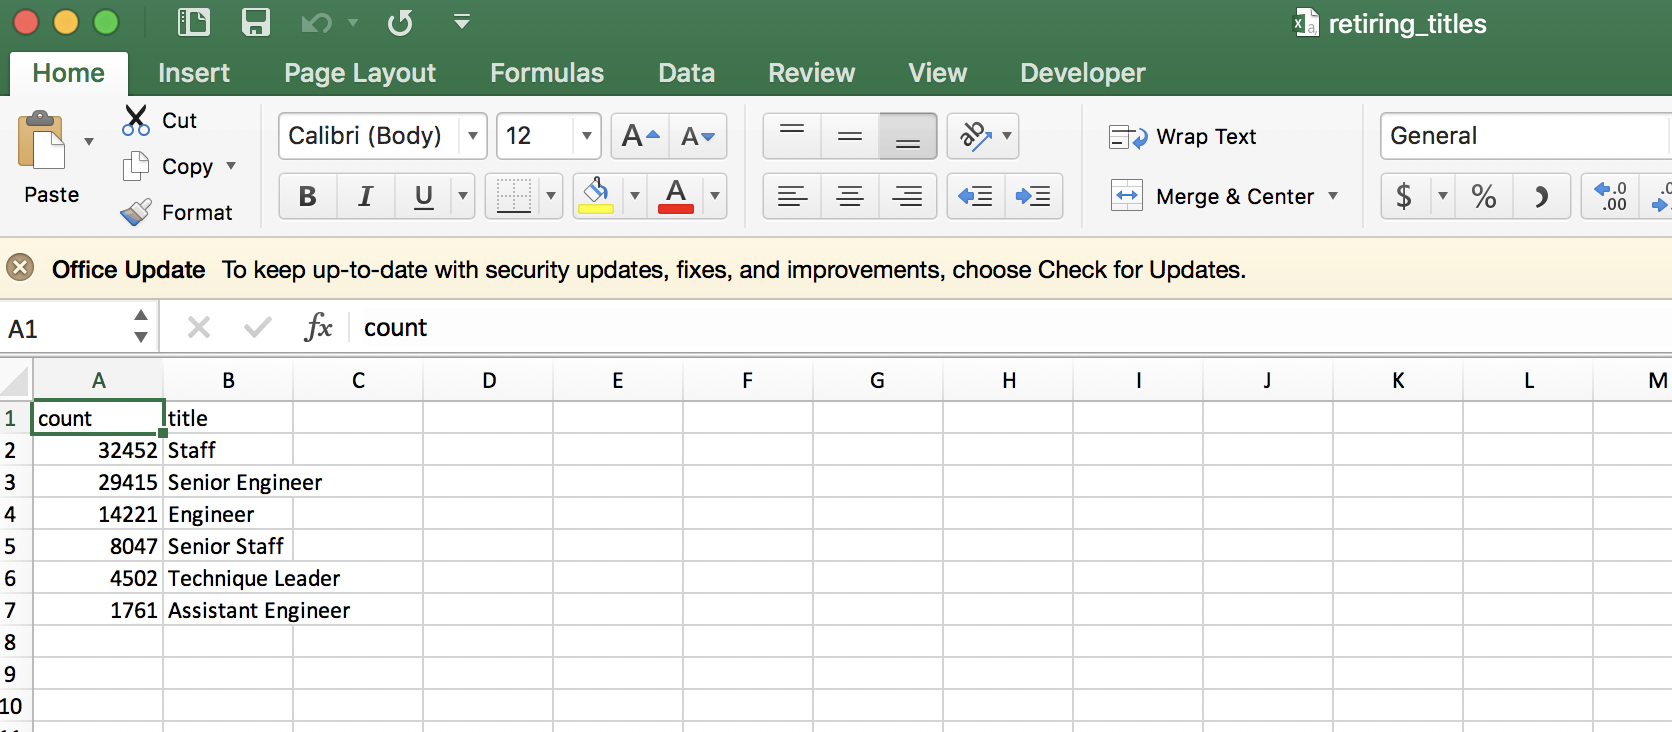 retiring_titles
Home Insert Page Layout Formulas Data Review View Developer
Paste
Cut
Copy
Format
Calibri (Body) 12 A A
B I U A
ab
Wrap Text
Merge & Center
General
$ % .0 .00
Office Update To keep up-to-date with security updates, fixes, and improvements, choose Check for Updates.
A1 fx count
A B C D E F G H I J K L M
1 count title
2 32452 Staff
3 29415 Senior Engineer
4 14221 Engineer
5 8047 Senior Staff
6 4502 Technique Leader
7 1761 Assistant Engineer
8
9
10